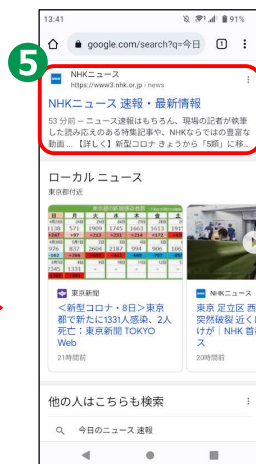 13:41
91%
google.com/search?q=今日
1
5
NHKニュース
https://www3.nhk.or.jp › news
NHKニュース 速報・最新情報
53 分前 — ニュース速報はもちろん、現場の記者が執筆
した読み応えのある特集記事や、NHKならではの豊富な
動画 ... 【詳しく】新型コロナ きょうから「5類」に移...
ローカル ニュース
東京都付近
東京新聞
＜新型コロナ・8日＞東京
都で新たに1331人感染、2人
死亡：東京新聞 TOKYO
Web
21時間前
NHKニュース
東京 足立区 西
突然破裂 近く
けが｜NHK 首
ス
20時間前
他の人はこちらも検索
今日のニュース 速報